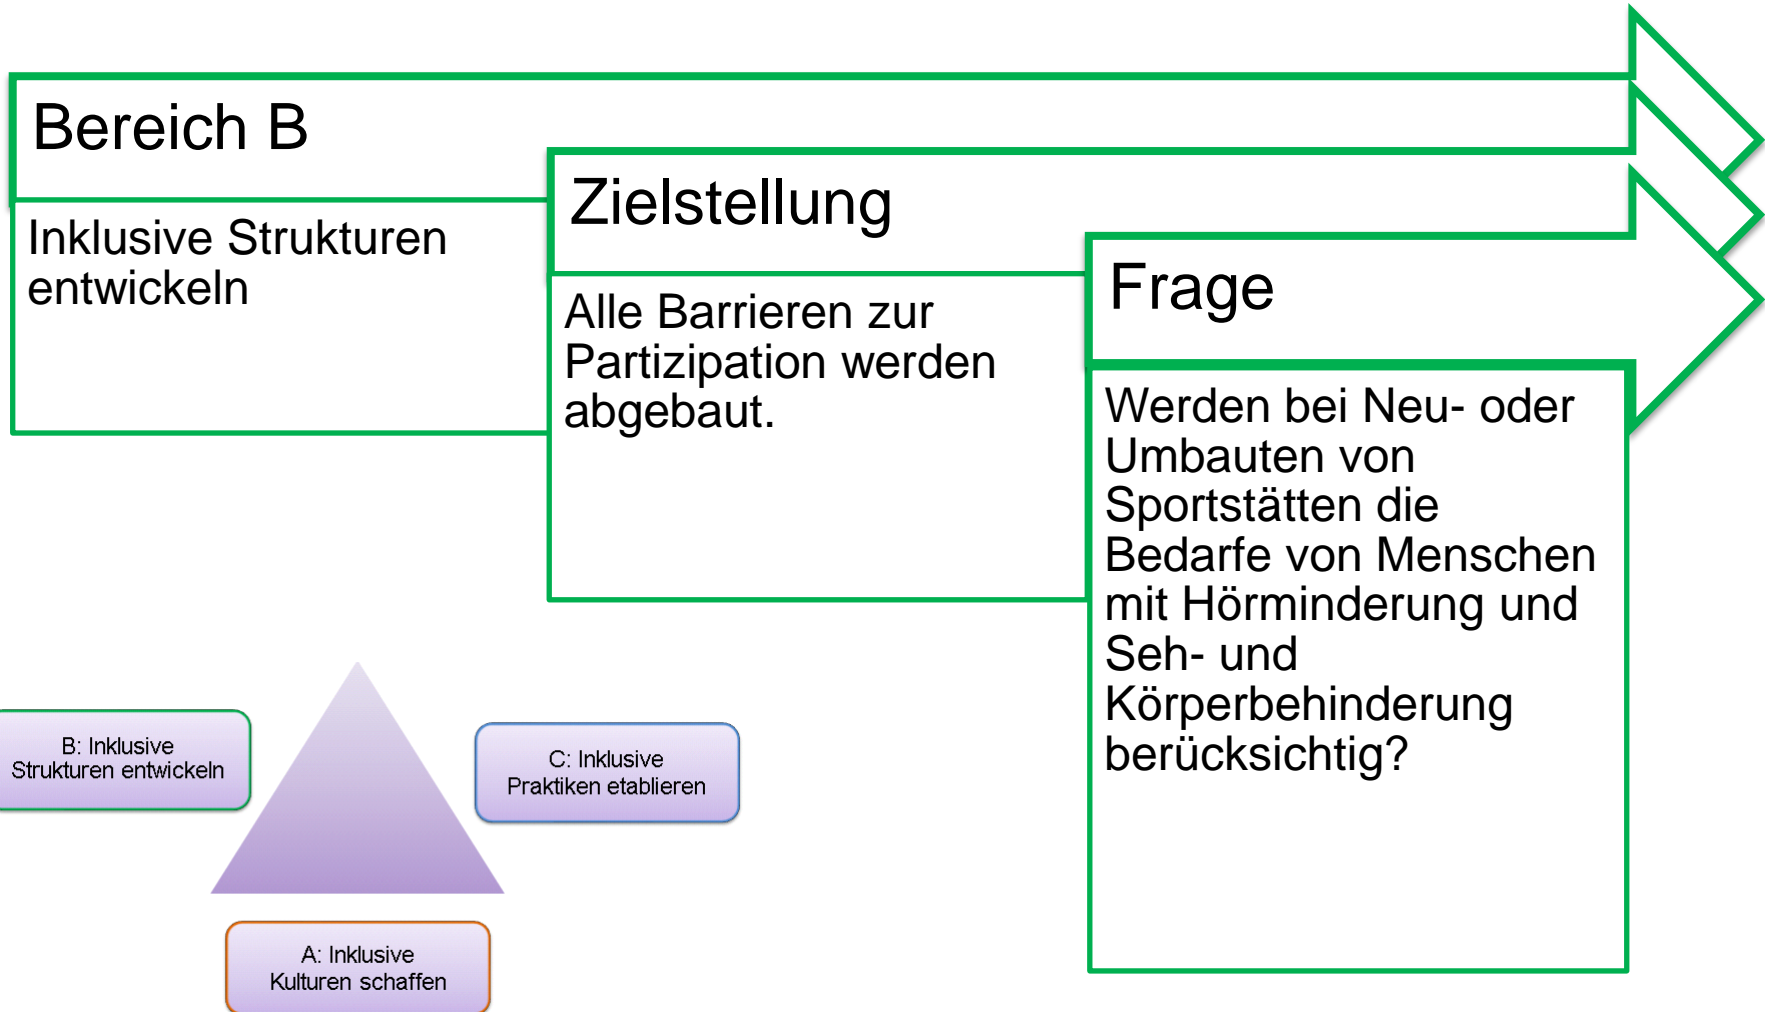 Bereich B
Inklusive Strukturen
entwickeln
Zielstellung
Alle Barrieren zur
Partizipation werden
abgebaut.
Frage
Werden bei Neu- oder
Umbauten von
Sportstätten die
Bedarfe von Menschen
mit Hörminderung und
Seh- und
Körperbehinderung
berücksichtig?
B: Inklusive
Strukturen entwickeln
C: Inklusive
Praktiken etablieren
A: Inklusive
Kulturen schaffen